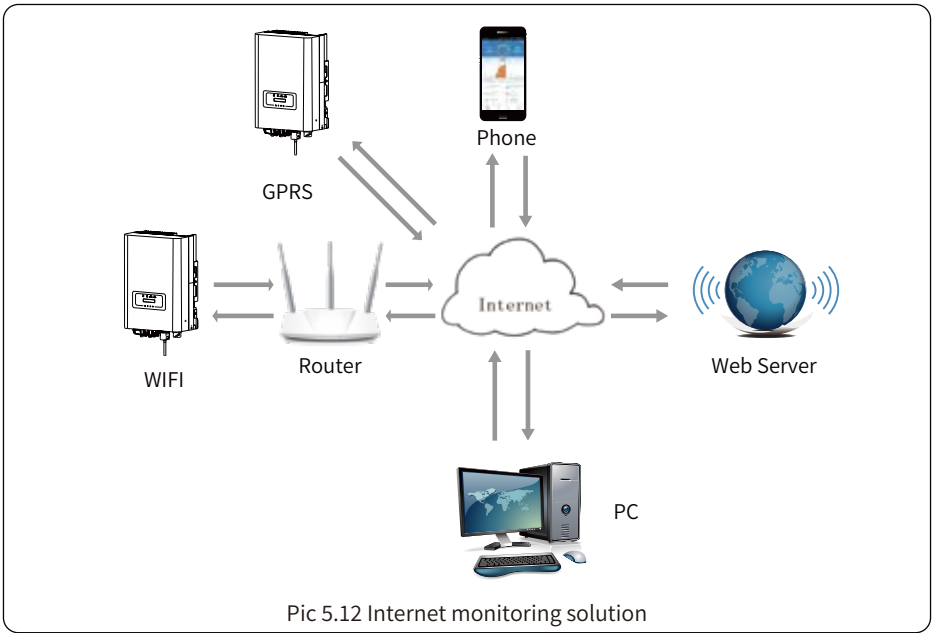 Phone
GPRS
Internet
WIFI
Router
Web Server
PC
Pic 5.12 Internet monitoring solution